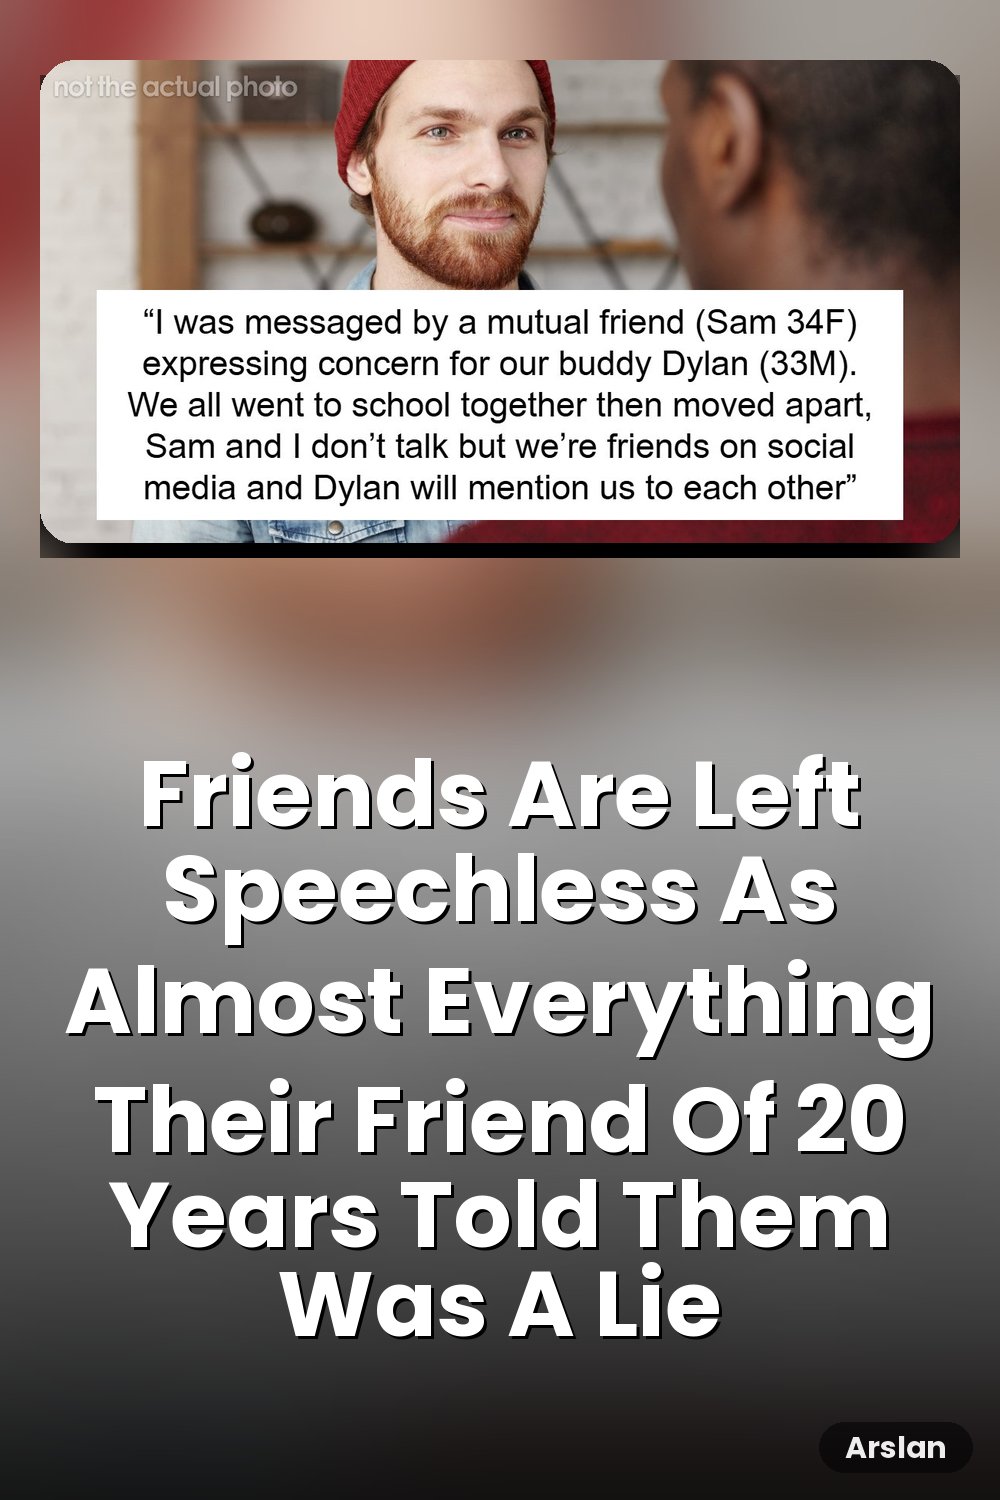 not the actual photo
“I was messaged by a mutual friend (Sam 34F)
expressing concern for our buddy Dylan (33M).
We all went to school together then moved apart,
Sam and I don’t talk but we’re friends on social
media and Dylan will mention us to each other”
Friends Are Left
Speechless As
Almost Everything
Their Friend Of 20
Years Told Them
Was A Lie
Arslan